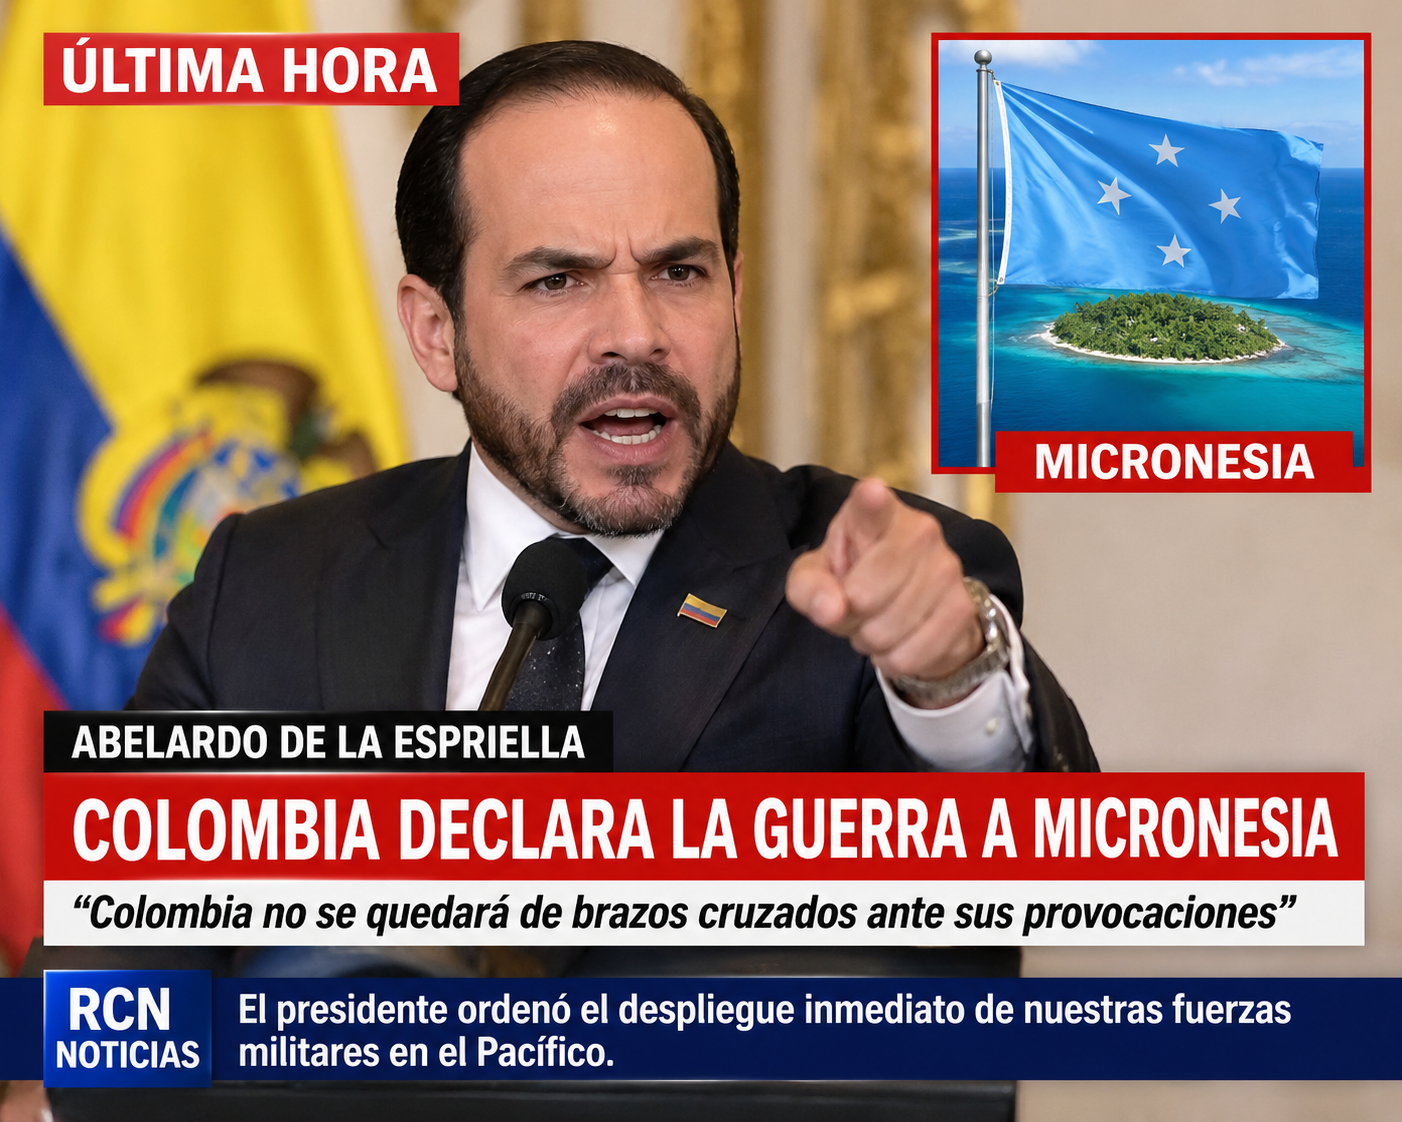 ÚLTIMA HORA
MICRONESIA
ABELARDO DE LA ESPRIELLA
COLOMBIA DECLARA LA GUERRA A MICRONESIA
“Colombia no se quedará de brazos cruzados ante sus provocaciones”
RCN
NOTICIAS
El presidente ordenó el despliegue inmediato de nuestras fuerzas
militares en el Pacífico.